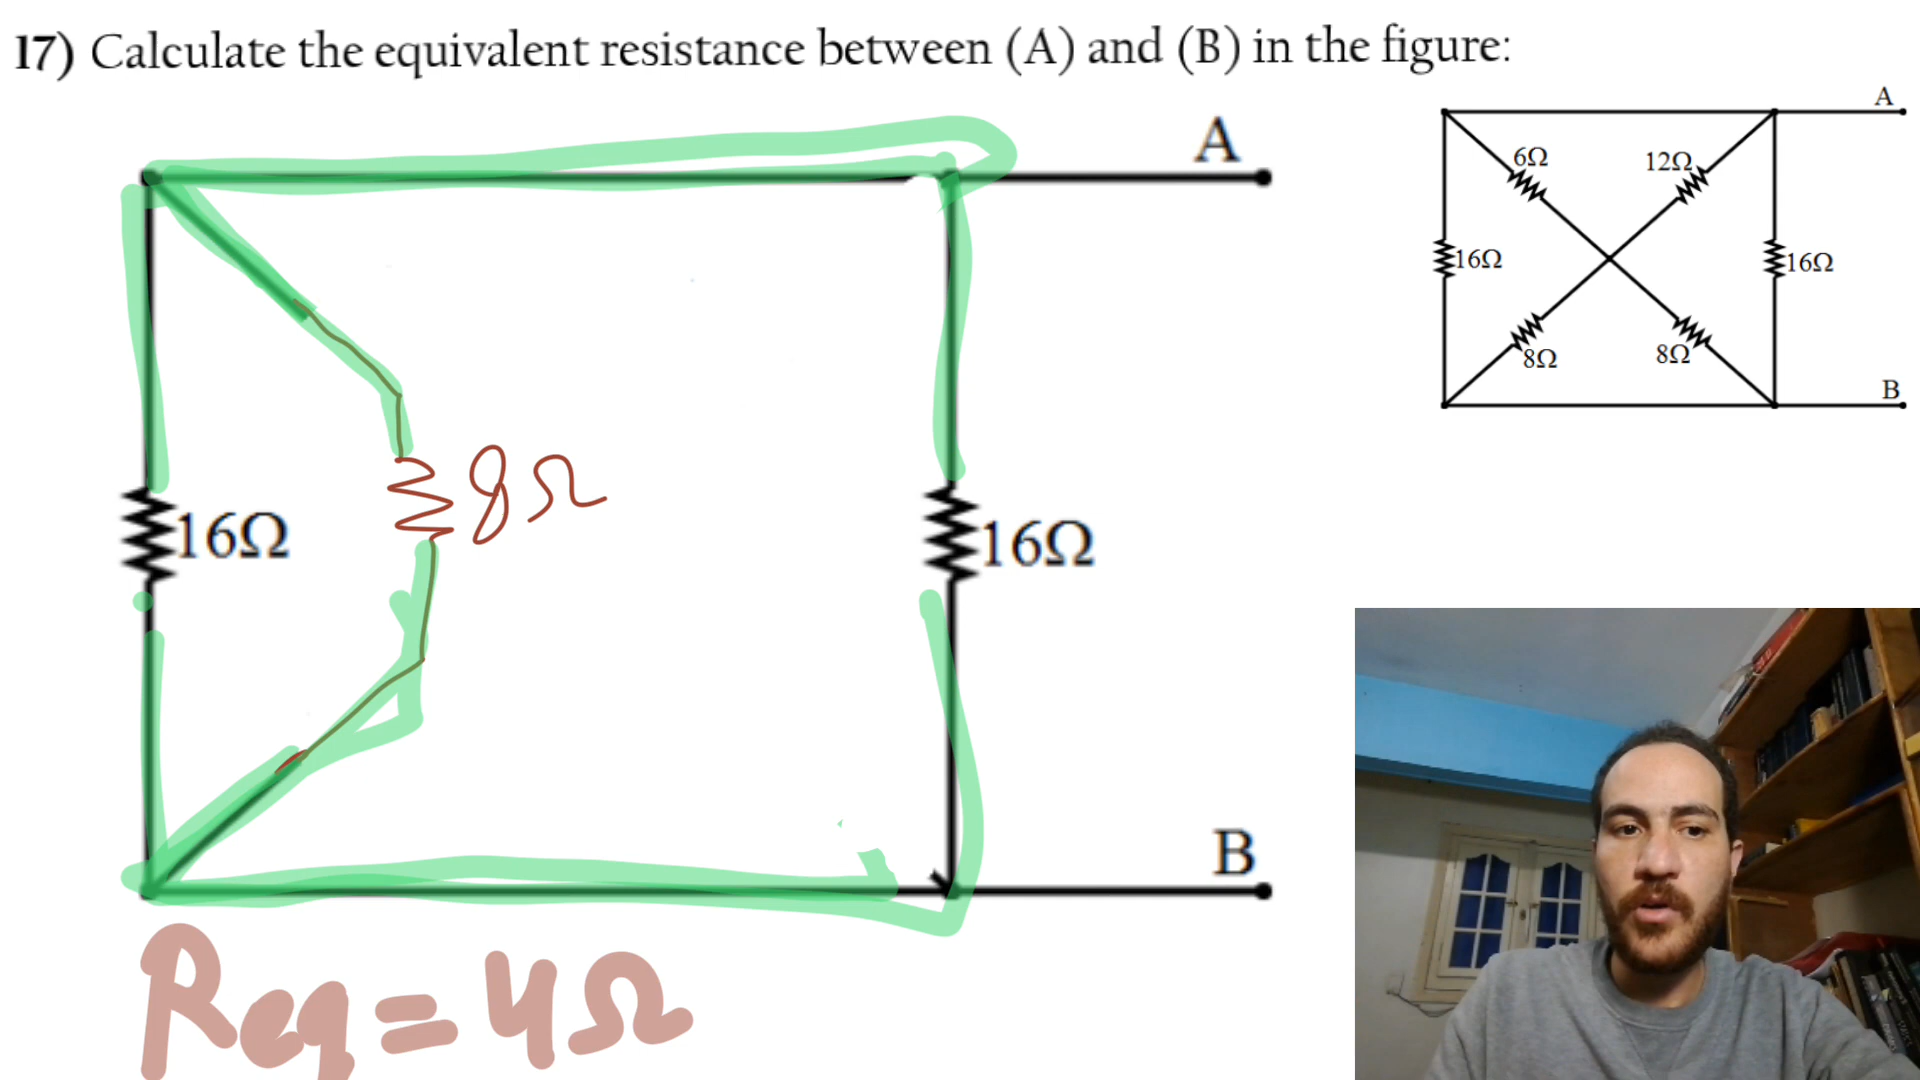 17) Calculate the equivalent resistance between (A) and (B) in the figure:
A
16Ω
8Ω
16Ω
B
Req=4Ω
A
6Ω
12Ω
16Ω
16Ω
8Ω
8Ω
B